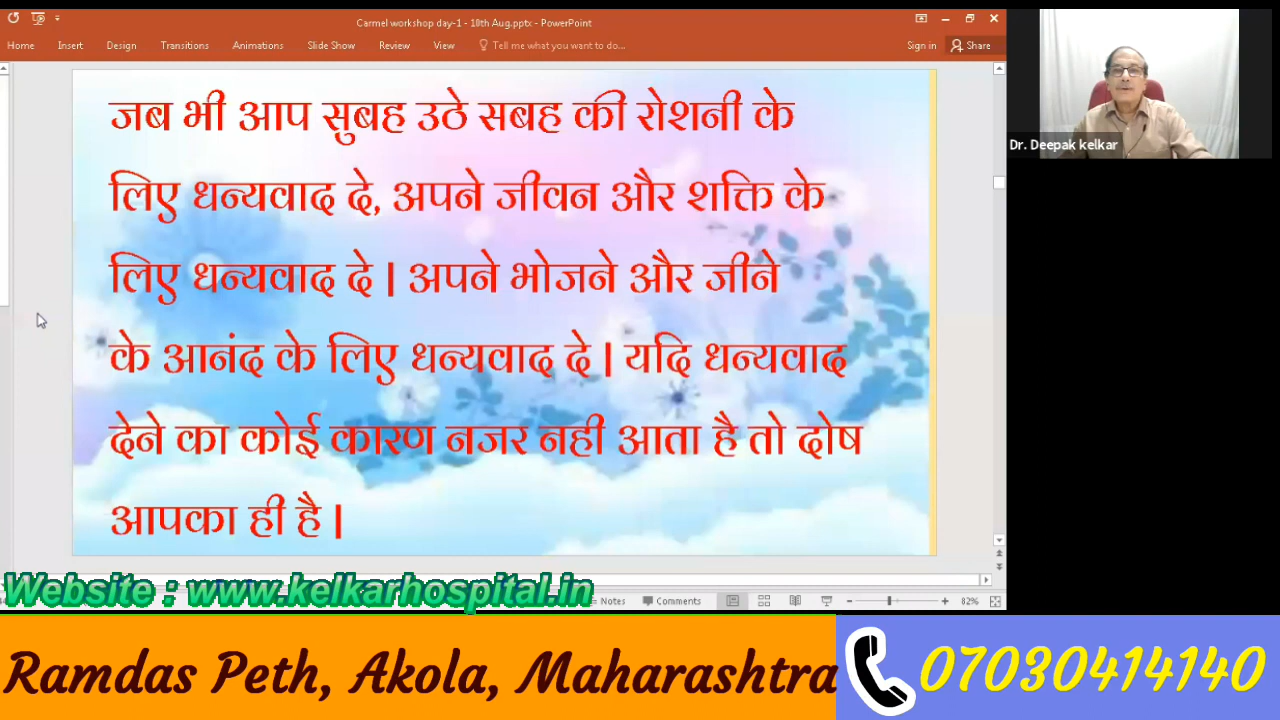 Carmel workshop day-1 - 10th Aug.pptx - PowerPoint
Home Insert Design Transitions Animations Slide Show Review View Tell me what you want to do... Sign in Share
जब भी आप सुबह उठे सबह की रोशनी के
लिए धन्यवाद दे, अपने जीवन और शक्ति के
लिए धन्यवाद दे | अपने भोजने और जीने
के आनंद के लिए धन्यवाद दे | यदि धन्यवाद
देने का कोई कारण नजर नही आता है तो दोष
आपका ही है |
Dr. Deepak kelkar
Website : www.kelkarhospital.in
Notes Comments 82%
Ramdas Peth, Akola, Maharashtra
07030414140